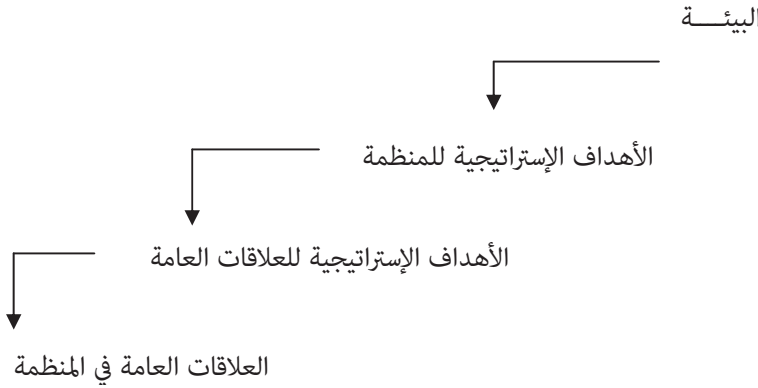 البيئـــة
الأهداف الإستراتيجية للمنظمة
الأهداف الإستراتيجية للعلاقات العامة
العلاقات العامة في المنظمة